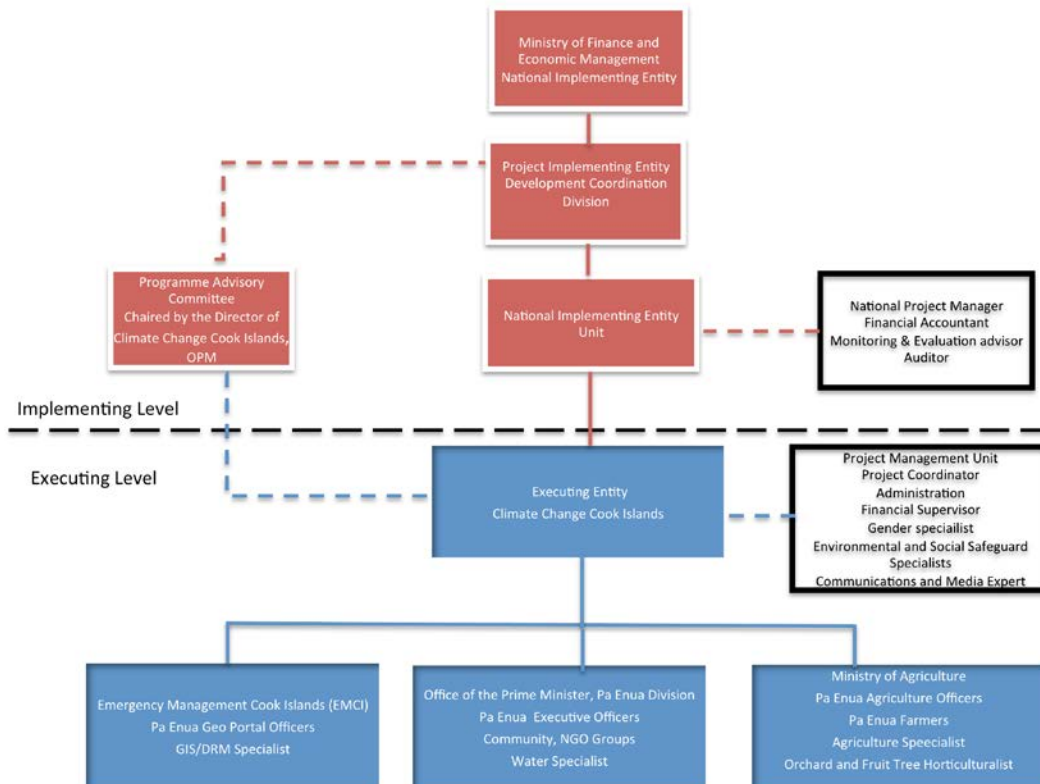 Ministry of Finance and
Economic Management
National Implementing Entity
Project Implementing Entity
Development Coordination
Division
Programme Advisory
Committee
Chaired by the Director of
Climate Change Cook Islands,
OPM
National Implementing Entity
Unit
National Project Manager
Financial Accountant
Monitoring & Evaluation advisor
Auditor
Implementing Level
Executing Level
Executing Entity
Climate Change Cook Islands
Project Management Unit
Project Coordinator
Administration
Financial Supervisor
Gender speciailist
Environmental and Social Safeguard
Specialists
Communications and Media Expert
Emergency Management Cook Islands (EMCI)
Pa Enua Geo Portal Officers
GIS/DRM Specialist
Office of the Prime Minister, Pa Enua Division
Pa Enua Executive Officers
Community, NGO Groups
Water Specialist
Ministry of Agriculture
Pa Enua Agriculture Officers
Pa Enua Farmers
Agriculture Speecialist
Orchard and Fruit Tree Horticulturalist